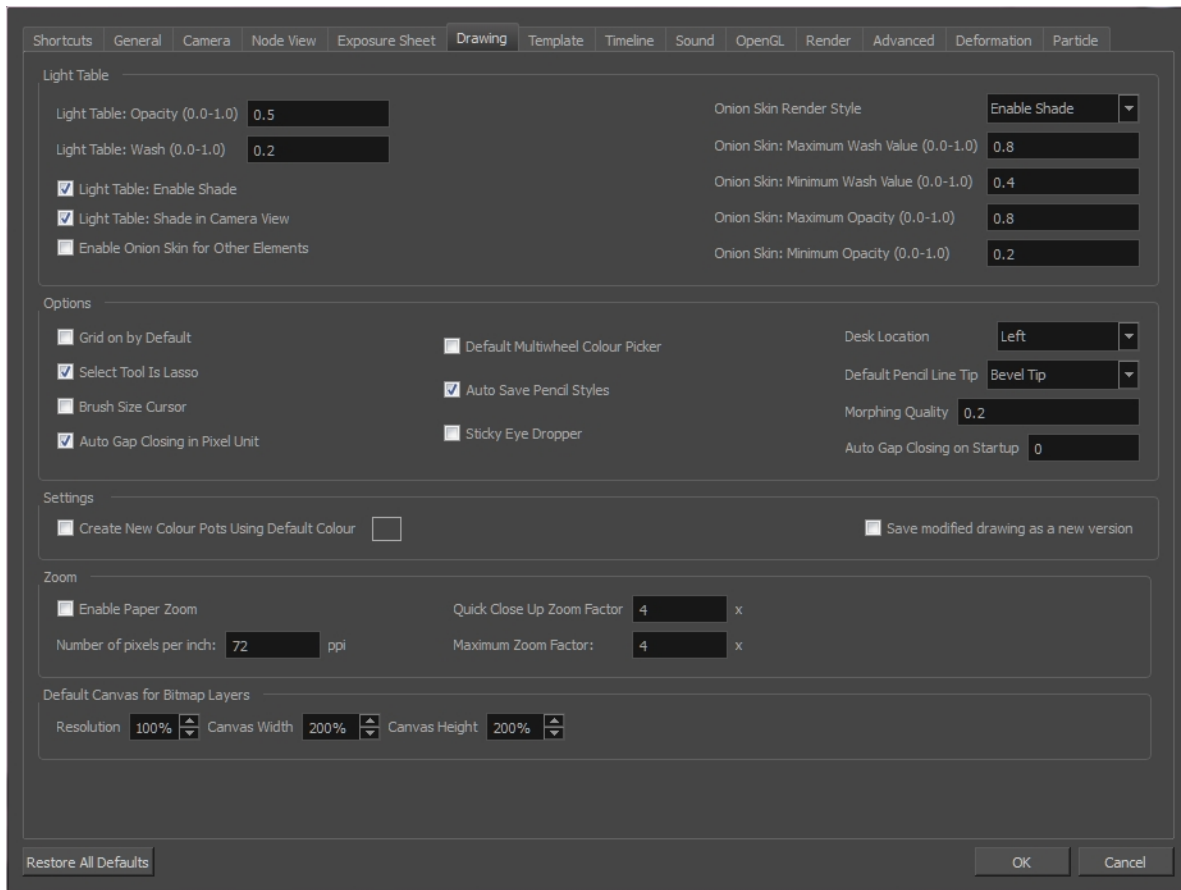 Shortcuts General Camera Node View Exposure Sheet Drawing Template Timeline Sound OpenGL Render Advanced Deformation Particle
Light Table
Light Table: Opacity (0.0-1.0) 0.5
Light Table: Wash (0.0-1.0) 0.2
Light Table: Enable Shade
Light Table: Shade in Camera View
Enable Onion Skin for Other Elements
Onion Skin Render Style Enable Shade
Onion Skin: Maximum Wash Value (0.0-1.0) 0.8
Onion Skin: Minimum Wash Value (0.0-1.0) 0.4
Onion Skin: Maximum Opacity (0.0-1.0) 0.8
Onion Skin: Minimum Opacity (0.0-1.0) 0.2
Options
Grid on by Default
Select Tool Is Lasso
Brush Size Cursor
Auto Gap Closing in Pixel Unit
Default Multiwheel Colour Picker
Auto Save Pencil Styles
Sticky Eye Dropper
Desk Location Left
Default Pencil Line Tip Bevel Tip
Morphing Quality 0.2
Auto Gap Closing on Startup 0
Settings
Create New Colour Pots Using Default Colour
Save modified drawing as a new version
Zoom
Enable Paper Zoom
Number of pixels per inch: 72 ppi
Quick Close Up Zoom Factor 4 x
Maximum Zoom Factor: 4 x
Default Canvas for Bitmap Layers
Resolution 100% Canvas Width 200% Canvas Height 200%
Restore All Defaults OK Cancel